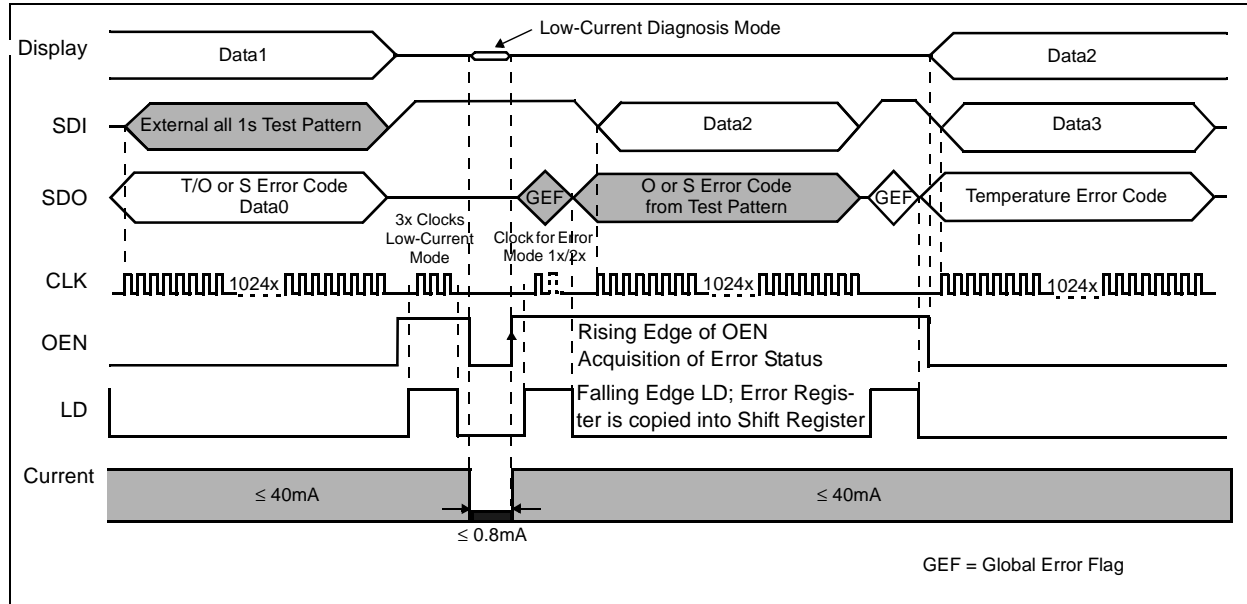 Low-Current Diagnosis Mode
Display
Data1
Data2
SDI
External all 1s Test Pattern
Data2
Data3
SDO
T/O or S Error Code
Data0
GEF
O or S Error Code
from Test Pattern
GEF
Temperature Error Code
3x Clocks
Low-Current
Mode
Clock for Error
Mode 1x/2x
CLK
1024x
1024x
1024x
OEN
Rising Edge of OEN
Acquisition of Error Status
LD
Falling Edge LD; Error Regis-
ter is copied into Shift Register
Current
≤ 40mA
≤ 40mA
≤ 0.8mA
GEF = Global Error Flag